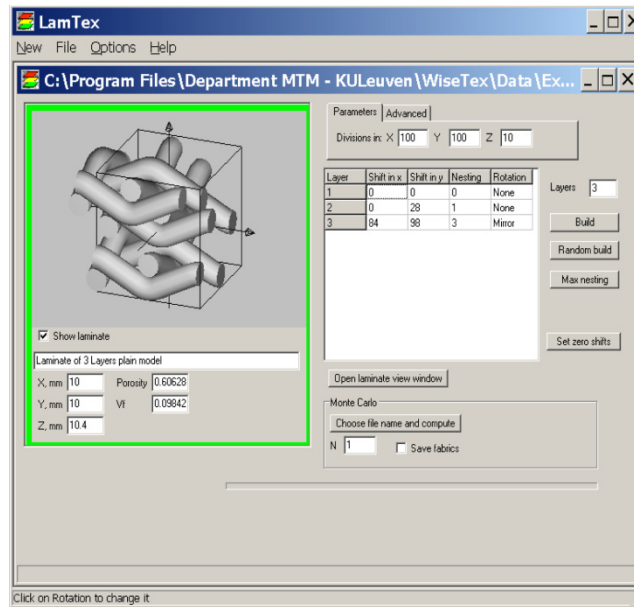 LamTex
New File Options Help
C:\Program Files\Department MTM - KULeuven\WiseTex\Data\Ex...
Parameters Advanced
Divisions in: X 100 Y 100 Z 10
Layer Shift in x Shift in y Nesting Rotation
1 0 0 0 None
2 0 28 1 None
3 84 98 3 Mirror
Layers 3
Build
Random build
Max nesting
Set zero shifts
Show laminate
Laminate of 3 Layers plain model
X, mm 10 Porosity 0.60628
Y, mm 10 Vf 0.09842
Z, mm 10.4
Open laminate view window
Monte Carlo
Choose file name and compute
N 1 Save fabrics
Click on Rotation to change it